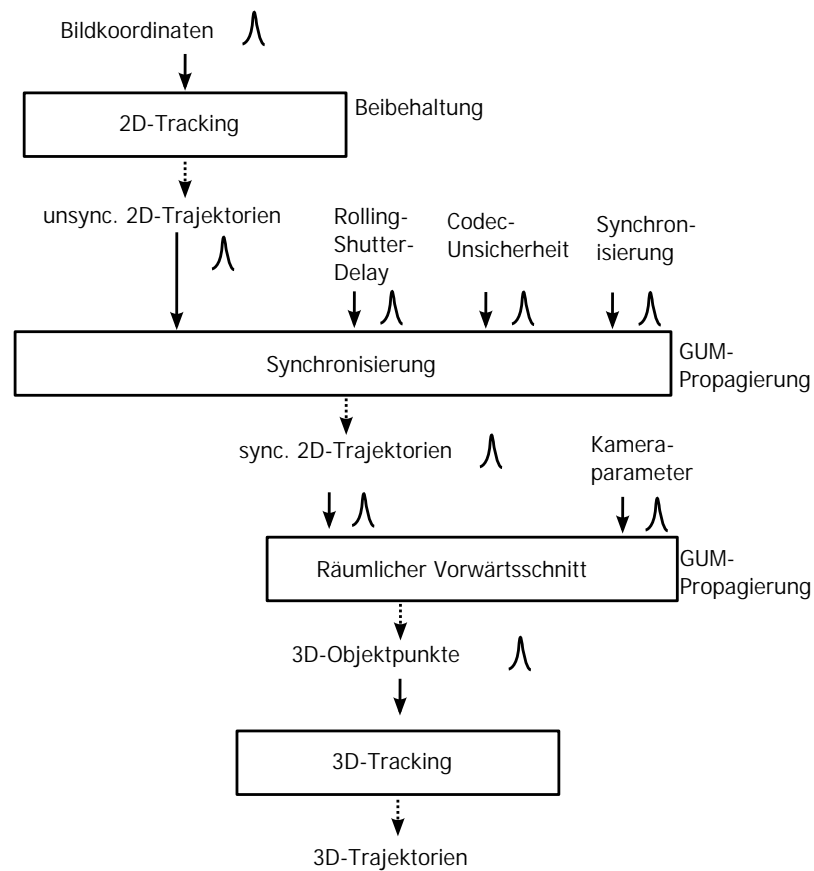 Bildkoordinaten
2D-Tracking
Beibehaltung
unsync. 2D-Trajektorien
Rolling-
Shutter-
Delay
Codec-
Unsicherheit
Synchron-
isierung
Synchronisierung
GUM-
Propagierung
sync. 2D-Trajektorien
Kamera-
parameter
Räumlicher Vorwärtsschnitt
GUM-
Propagierung
3D-Objektpunkte
3D-Tracking
3D-Trajektorien